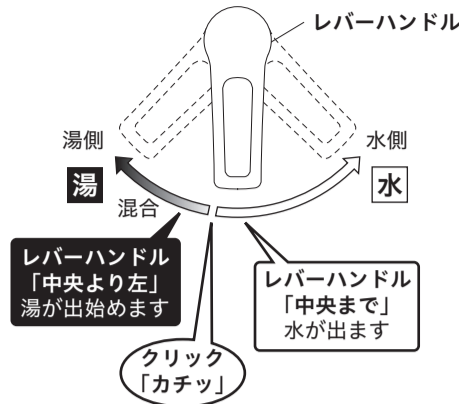 レバーハンドル
湯側
水側
湯
水
混合
レバーハンドル
「中央より左」
湯が出始めます
レバーハンドル
「中央まで」
水が出ます
クリック
「カチッ」